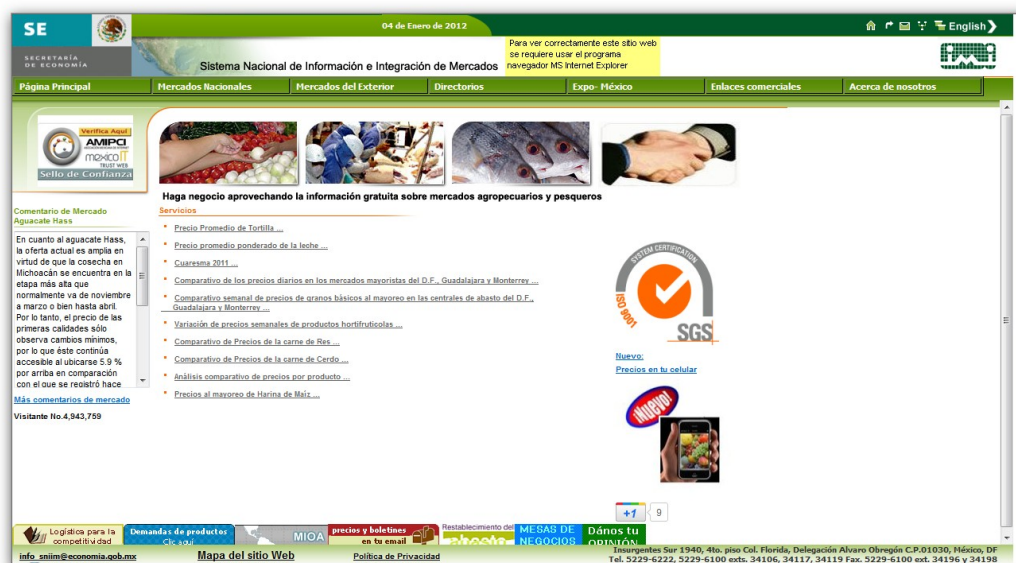 SE
SECRETARÍA
DE ECONOMÍA
04 de Enero de 2012
English
Sistema Nacional de Información e Integración de Mercados
Para ver correctamente este sitio web
se requiere usar el programa
navegador MS Internet Explorer
Página Principal
Mercados Nacionales
Mercados del Exterior
Directorios
Expo- México
Enlaces comerciales
Acerca de nosotros
Verifica Aquí
AMIPCI
mexicoIT
TRUST WEB
Sello de Confianza
Haga negocio aprovechando la información gratuita sobre mercados agropecuarios y pesqueros
Comentario de Mercado
Aguacate Hass
En cuanto al aguacate Hass,
la oferta actual es amplia en
virtud de que la cosecha en
Michoacán se encuentra en la
etapa más alta que
normalmente va de noviembre
a marzo o bien hasta abril.
Por lo tanto, el precio de las
primeras calidades sólo
observa cambios mínimos,
por lo que éste continúa
accesible al ubicarse 5.9 %
por arriba en comparación
con el que se registró hace
Más comentarios de mercado
Visitante No.4,943,759
Servicios
Precio Promedio de Tortilla ...
Precio promedio ponderado de la leche ...
Cuaresma 2011 ...
Comparativo de los precios diarios en los mercados mayoristas del D.F., Guadalajara y Monterrey ...
Comparativo semanal de precios de granos básicos al mayoreo en las centrales de abasto del D.F.,
Guadalajara y Monterrey ...
Variación de precios semanales de productos hortifruticolas ...
Comparativo de Precios de la carne de Res ...
Comparativo de Precios de la carne de Cerdo ...
Análisis comparativo de precios por producto ...
Precios al mayoreo de Harina de Maíz ...
SYSTEM CERTIFICATION
ISO 9001
SGS
Nuevo:
Precios en tu celular
¡Nuevo!
+1
9
Logística para la
competitividad
Demandas de productos
Clic aquí
MIOA
precios y boletines
en tu email
Restablecimiento del
abasto
MESAS DE
NEGOCIOS
Dános tu
OPINIÓN
info_sniim@economia.gob.mx
Mapa del sitio Web
Política de Privacidad
Insurgentes Sur 1940, 4to. piso Col. Florida, Delegación Alvaro Obregón C.P.01030, México, DF
Tel. 5229-6222, 5229-6100 exts. 34106, 34117, 34119 Fax. 5229-6100 ext. 34196 y 34198